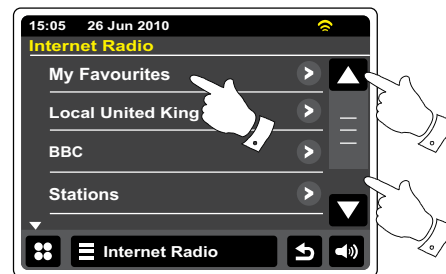 15:05 26 Jun 2010
Internet Radio
My Favourites
Local United King
BBC
Stations
Internet Radio